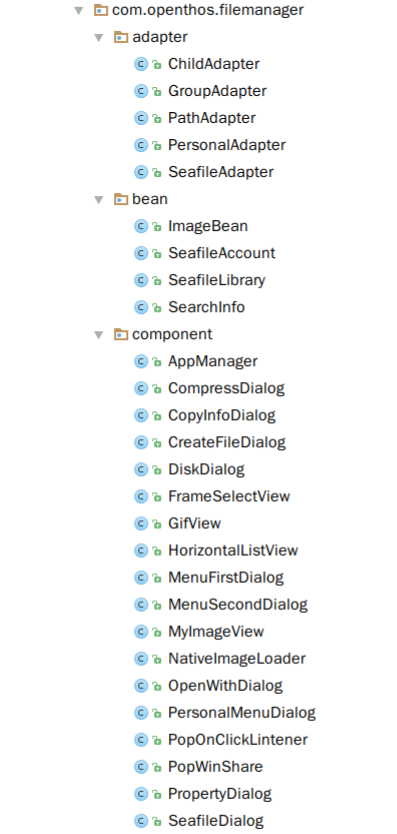 com.openthos.filemanager
adapter
ChildAdapter
GroupAdapter
PathAdapter
PersonalAdapter
SeafileAdapter
bean
ImageBean
SeafileAccount
SeafileLibrary
SearchInfo
component
AppManager
CompressDialog
CopyInfoDialog
CreateFileDialog
DiskDialog
FrameSelectView
GifView
HorizontalListView
MenuFirstDialog
MenuSecondDialog
MyImageView
NativeImageLoader
OpenWithDialog
PersonalMenuDialog
PopOnClickLintener
PopWinShare
PropertyDialog
SeafileDialog